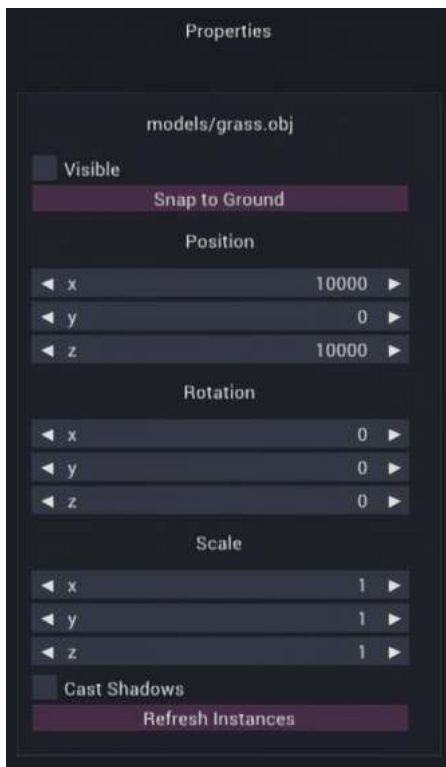 Properties
models/grass.obj
Visible
Snap to Ground
Position
x 10000
y 0
z 10000
Rotation
x 0
y 0
z 0
Scale
x 1
y 1
z 1
Cast Shadows
Refresh Instances